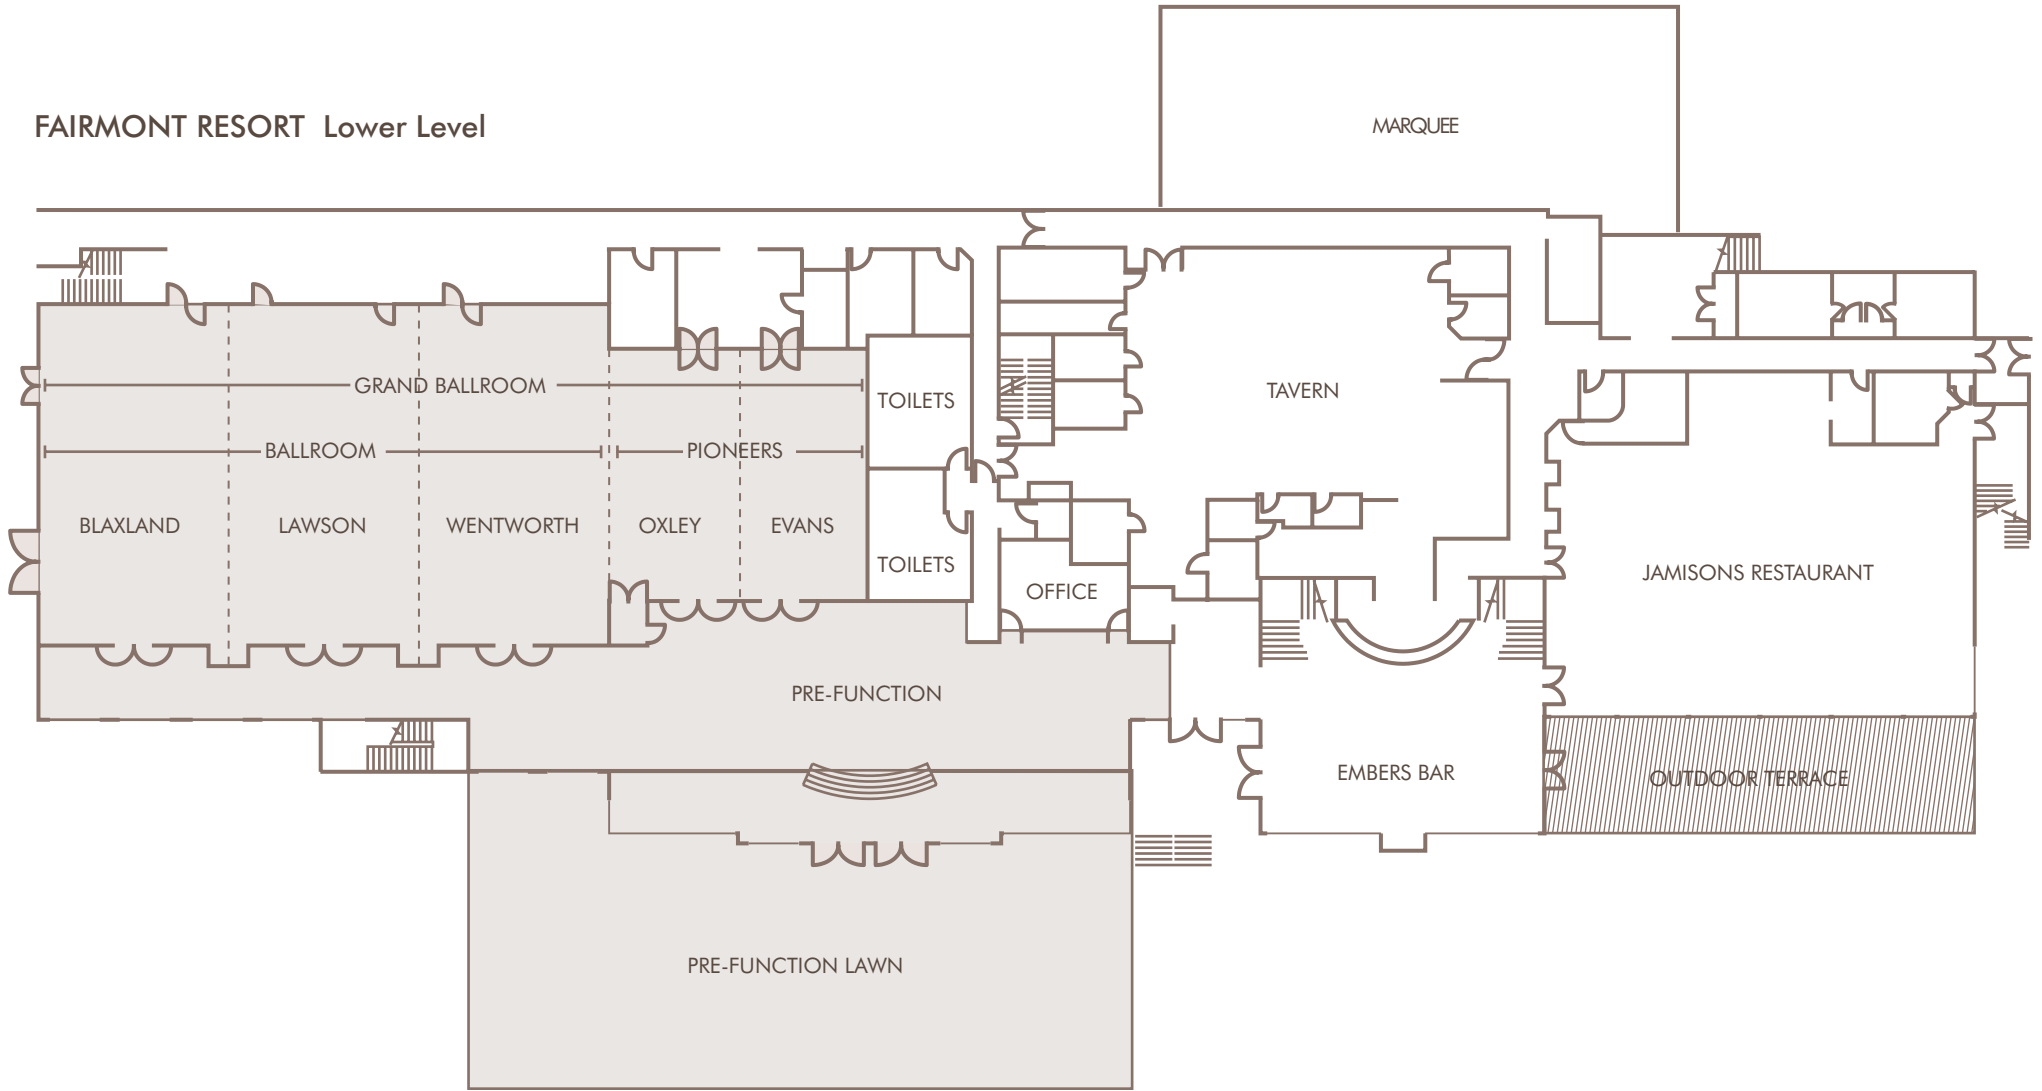 MARQUEE
FAIRMONT RESORT Lower Level
GRAND BALLROOM
TOILETS
TAVERN
BALLROOM
PIONEERS
BLAXLAND
LAWSON
WENTWORTH
OXLEY
EVANS
TOILETS
OFFICE
JAMISONS RESTAURANT
PRE-FUNCTION
EMBERS BAR
OUTDOOR TERRACE
PRE-FUNCTION LAWN